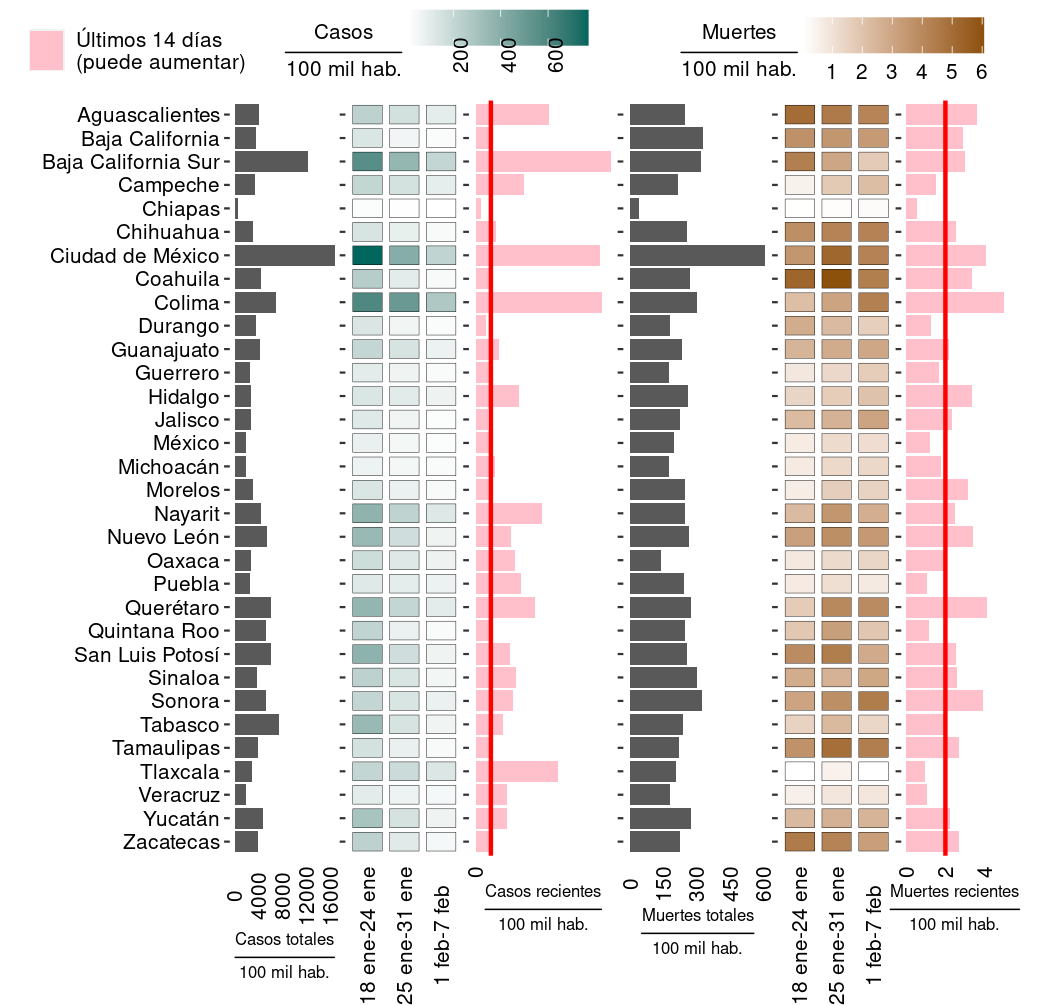 Últimos 14 días
(puede aumentar)
Casos
100 mil hab.
200
400
600
Muertes
100 mil hab.
1 2 3 4 5 6
Aguascalientes
Baja California
Baja California Sur
Campeche
Chiapas
Chihuahua
Ciudad de México
Coahuila
Colima
Durango
Guanajuato
Guerrero
Hidalgo
Jalisco
México
Michoacán
Morelos
Nayarit
Nuevo León
Oaxaca
Puebla
Querétaro
Quintana Roo
San Luis Potosí
Sinaloa
Sonora
Tabasco
Tamaulipas
Tlaxcala
Veracruz
Yucatán
Zacatecas
0
4000
8000
12000
16000
Casos totales
100 mil hab.
18 ene-24 ene
25 ene-31 ene
1 feb-7 feb
0
Casos recientes
100 mil hab.
0
150
300
450
600
Muertes totales
100 mil hab.
18 ene-24 ene
25 ene-31 ene
1 feb-7 feb
0
2
4
Muertes recientes
100 mil hab.